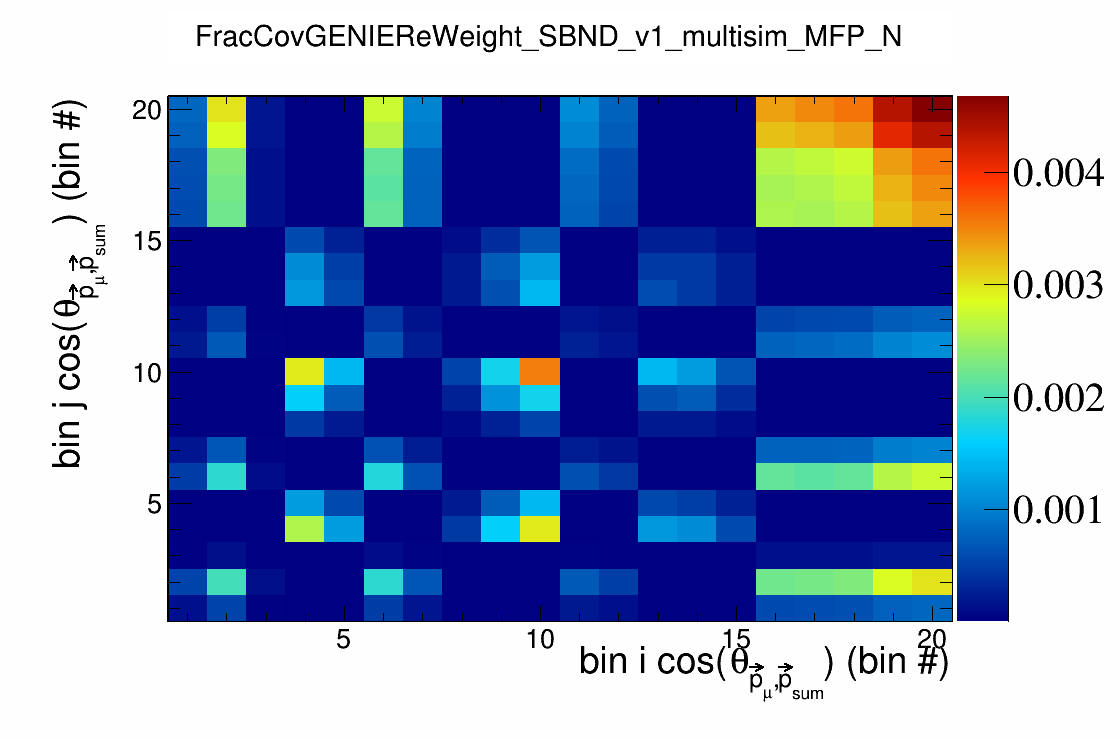 FracCovGENIEReWeight_SBND_v1_multisim_MFP_N
bin j cos(θp⃗μ,p⃗sum) (bin #)
20
15
10
5
0.004
0.003
0.002
0.001
5 10 15 20
bin i cos(θp⃗μ,p⃗sum) (bin #)